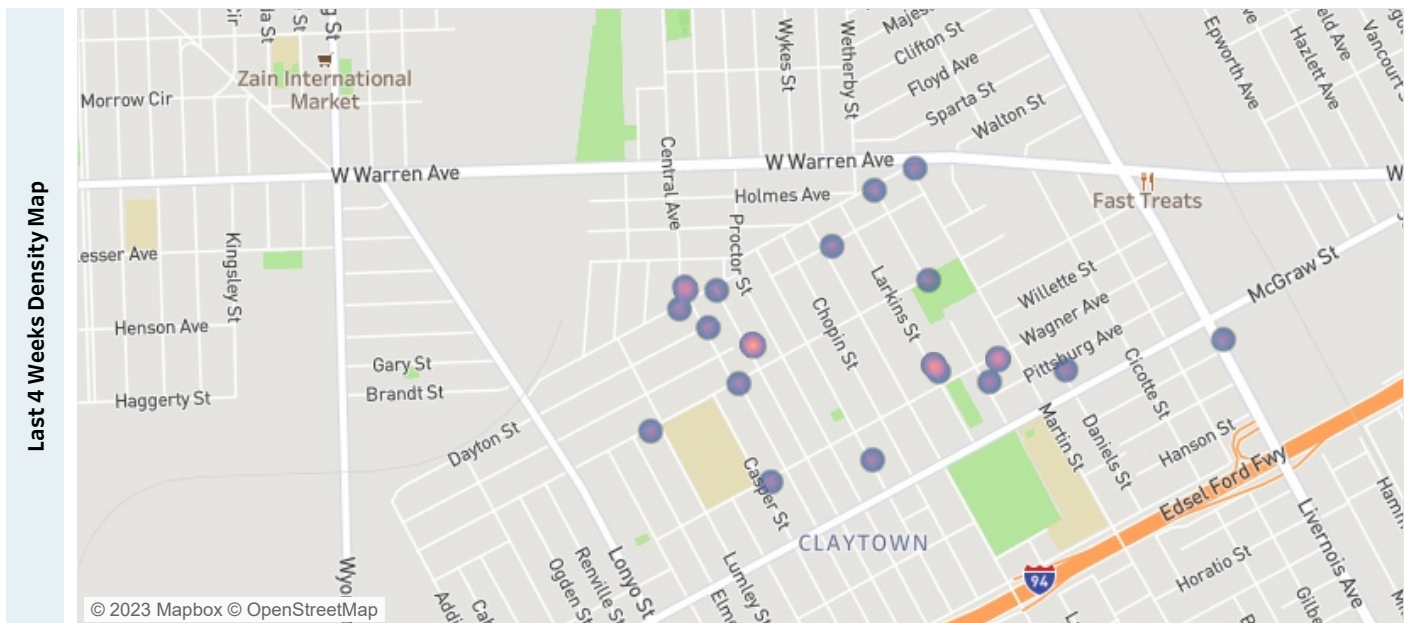 Last 4 Weeks Density Map
Zain International
Market
Morrow Cir
W Warren Ave
W Warren Ave
Central Ave
Wykes St
Wetherby St
Clifton St
Floyd Ave
Sparta St
Walton St
Epworth Ave
Hazlett Ave
Holmes Ave
Proctor St
Fast Treats
McGraw St
Kingsley St
Henson Ave
Haggerty St
Gary St
Brandt St
Dayton St
Larkins St
Chopin St
Willette St
Wagner Ave
Pittsburg Ave
Cicotte St
Martin St
Daniels St
Hanson St
Casper St
CLAYTOWN
Edsel Ford Fwy
94
Livernois Ave
Horatio St
Lonyo St
Renville St
Ogden St
Lumley St
© 2023 Mapbox © OpenStreetMap